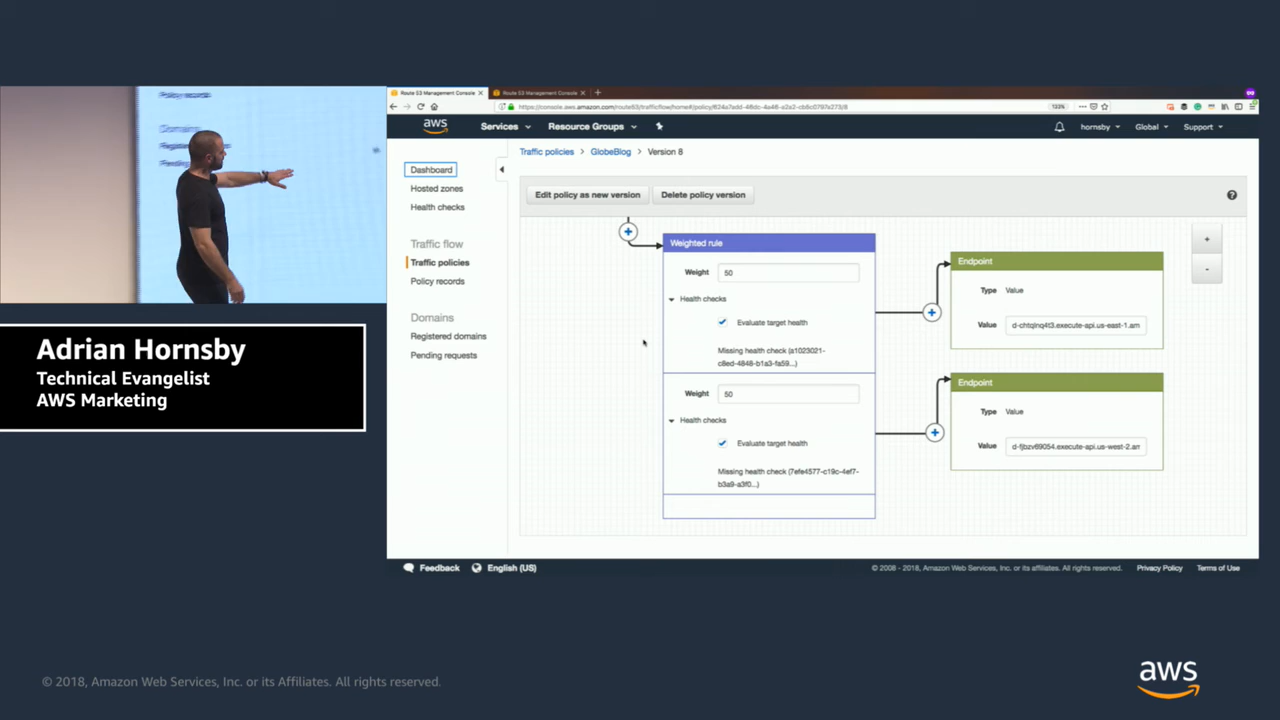 Policy records
Domains
Route 53 Management Console
Route 53 Management Console
133%
aws
Services
Resource Groups
hornsby
Global
Support
Dashboard
Hosted zones
Health checks
Traffic flow
Traffic policies
Policy records
Domains
Registered domains
Pending requests
Traffic policies > GlobeBlog > Version 8
Edit policy as new version
Delete policy version
Weighted rule
Weight 50
Health checks
Evaluate target health
Missing health check (a1023021-
c8ed-4848-b1a3-fa59...)
Weight 50
Health checks
Evaluate target health
Missing health check (7efe4577-c19c-4ef7-
b3a9-a3f0...)
Endpoint
Type Value
Value d-chtqinq4t3.execute-api.us-east-1.am
Endpoint
Type Value
Value d-fjbzv69054.execute-api.us-west-2.am
Feedback
English (US)
© 2008 - 2018, Amazon Web Services, Inc. or its affiliates. All rights reserved.
Privacy Policy
Terms of Use
Adrian Hornsby
Technical Evangelist
AWS Marketing
© 2018, Amazon Web Services, Inc. or its Affiliates. All rights reserved.
aws